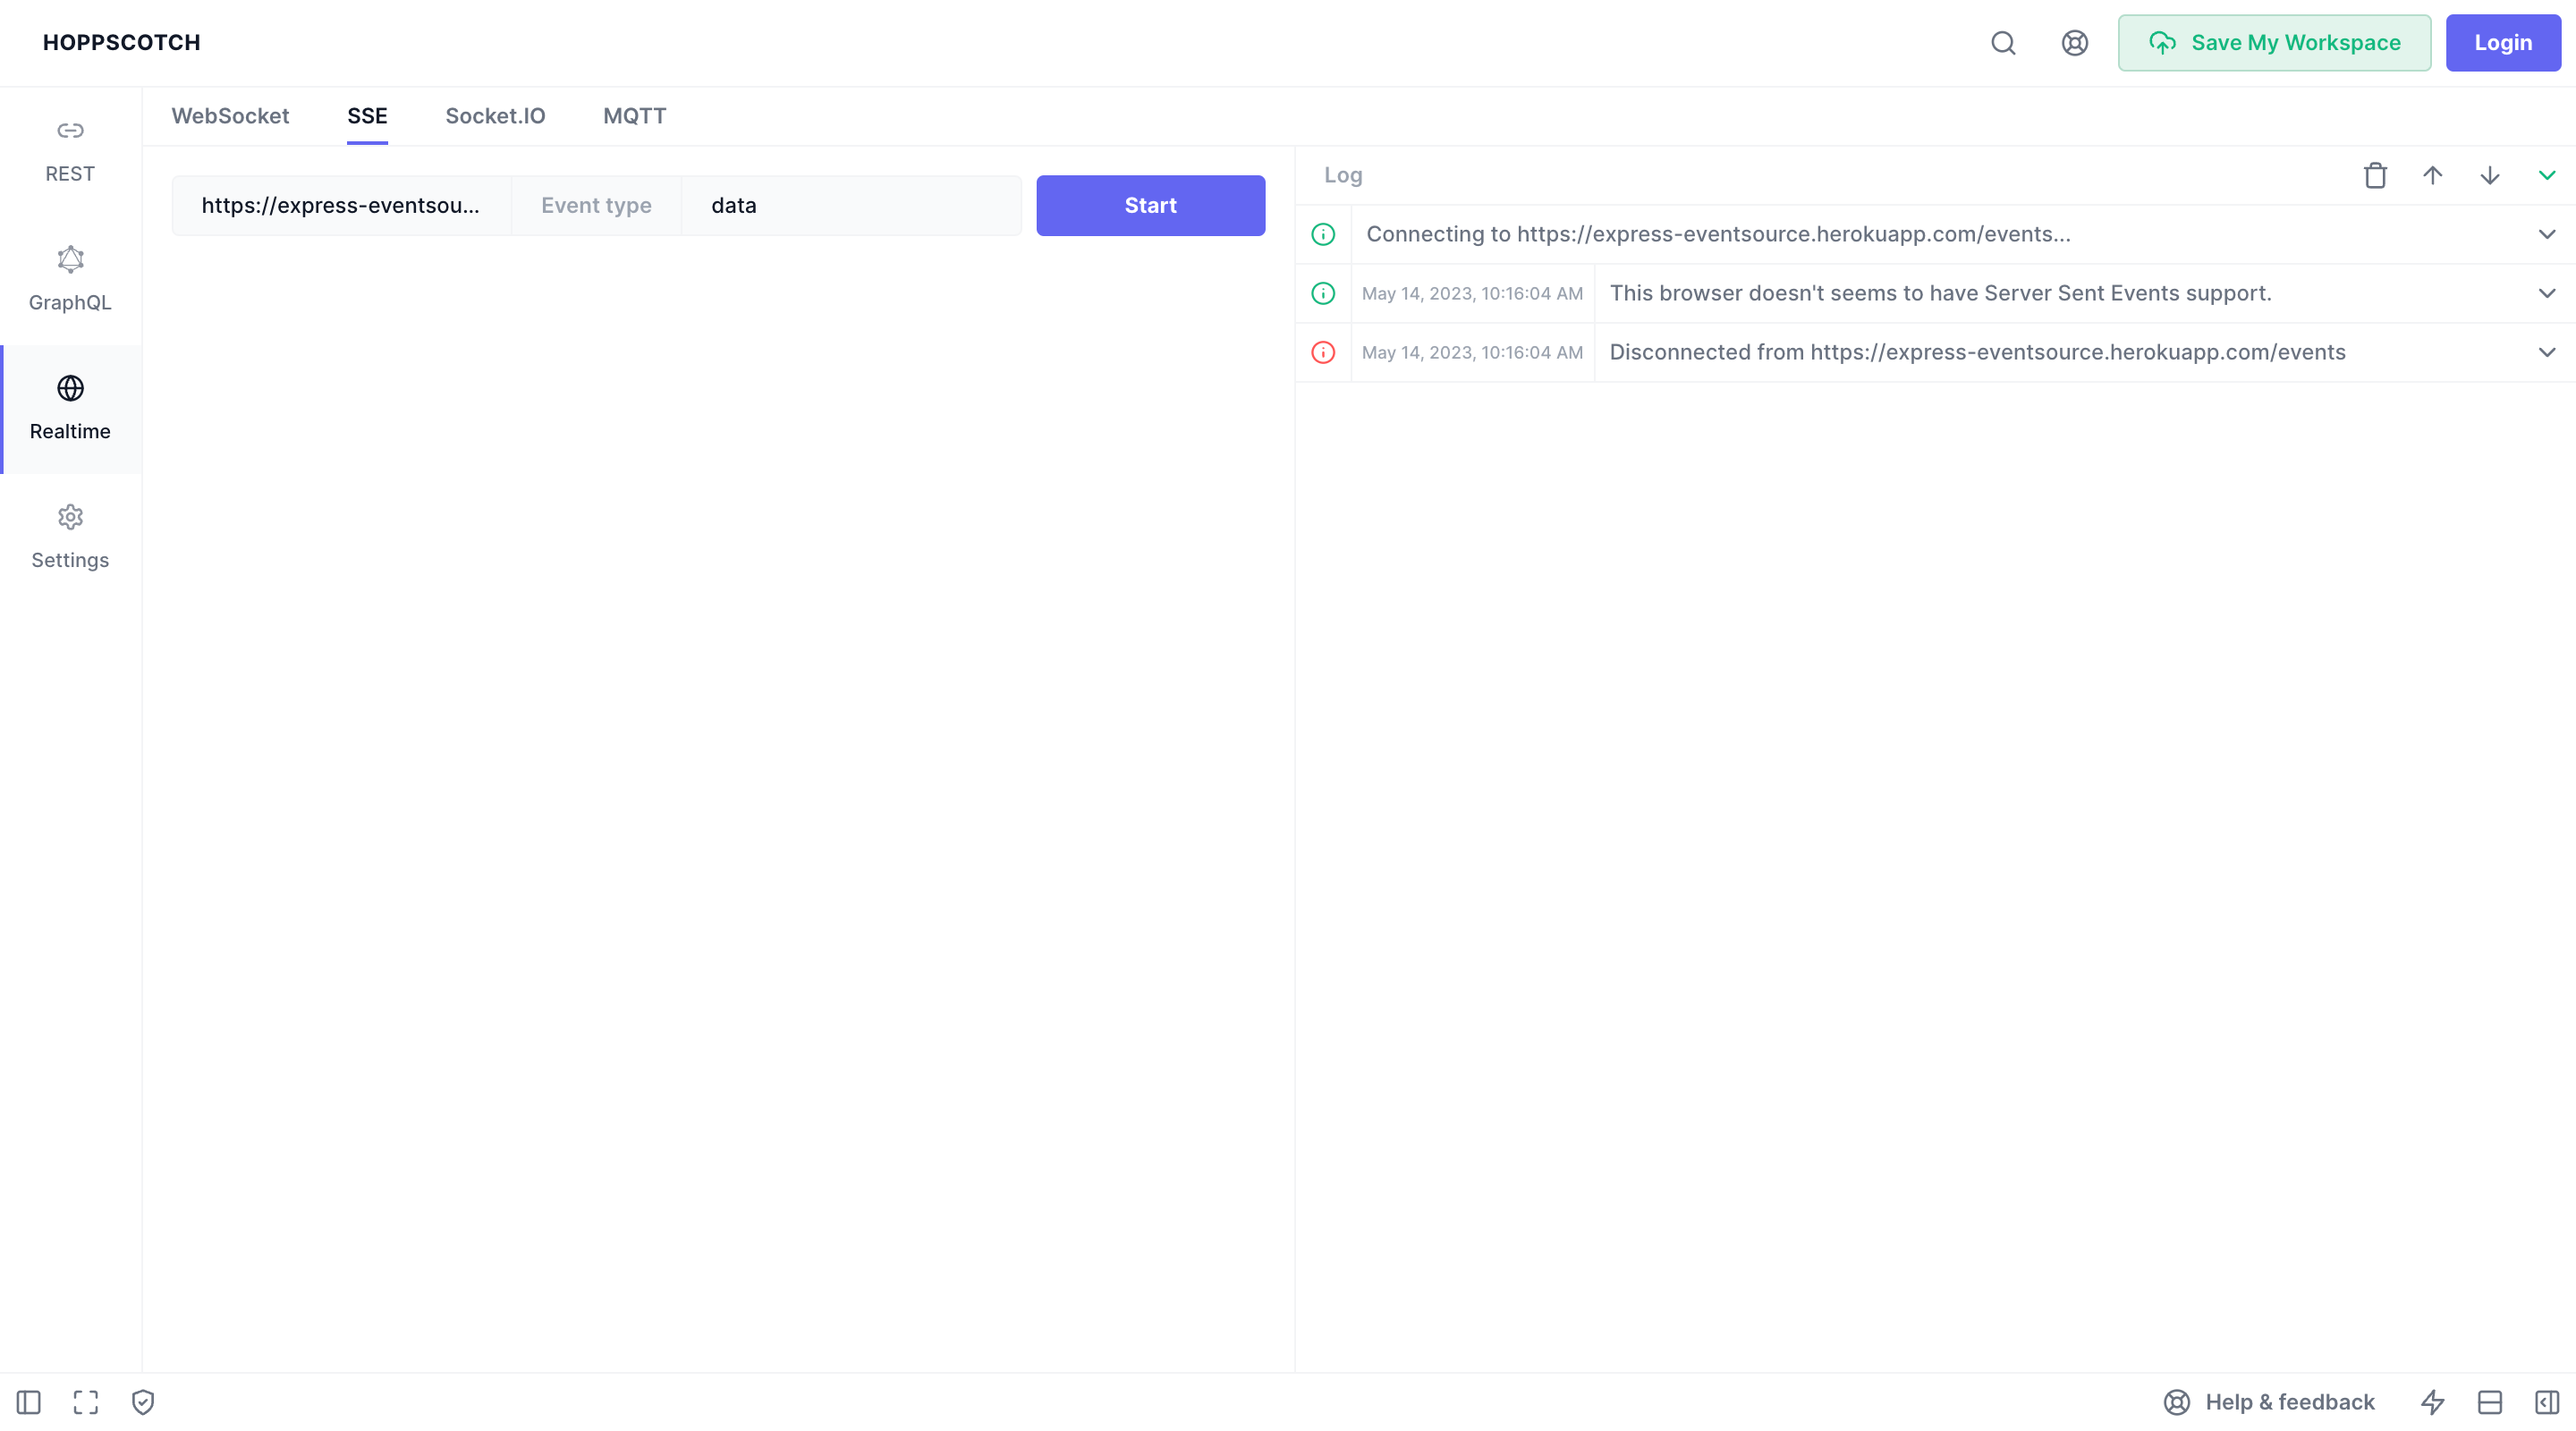 HOPPSCOTCH
Save My Workspace
Login
REST
GraphQL
Realtime
Settings
WebSocket SSE Socket.IO MQTT
https://express-eventsou... Event type data Start
Log
Connecting to https://express-eventsource.herokuapp.com/events...
May 14, 2023, 10:16:04 AM This browser doesn't seems to have Server Sent Events support.
May 14, 2023, 10:16:04 AM Disconnected from https://express-eventsource.herokuapp.com/events
Help & feedback